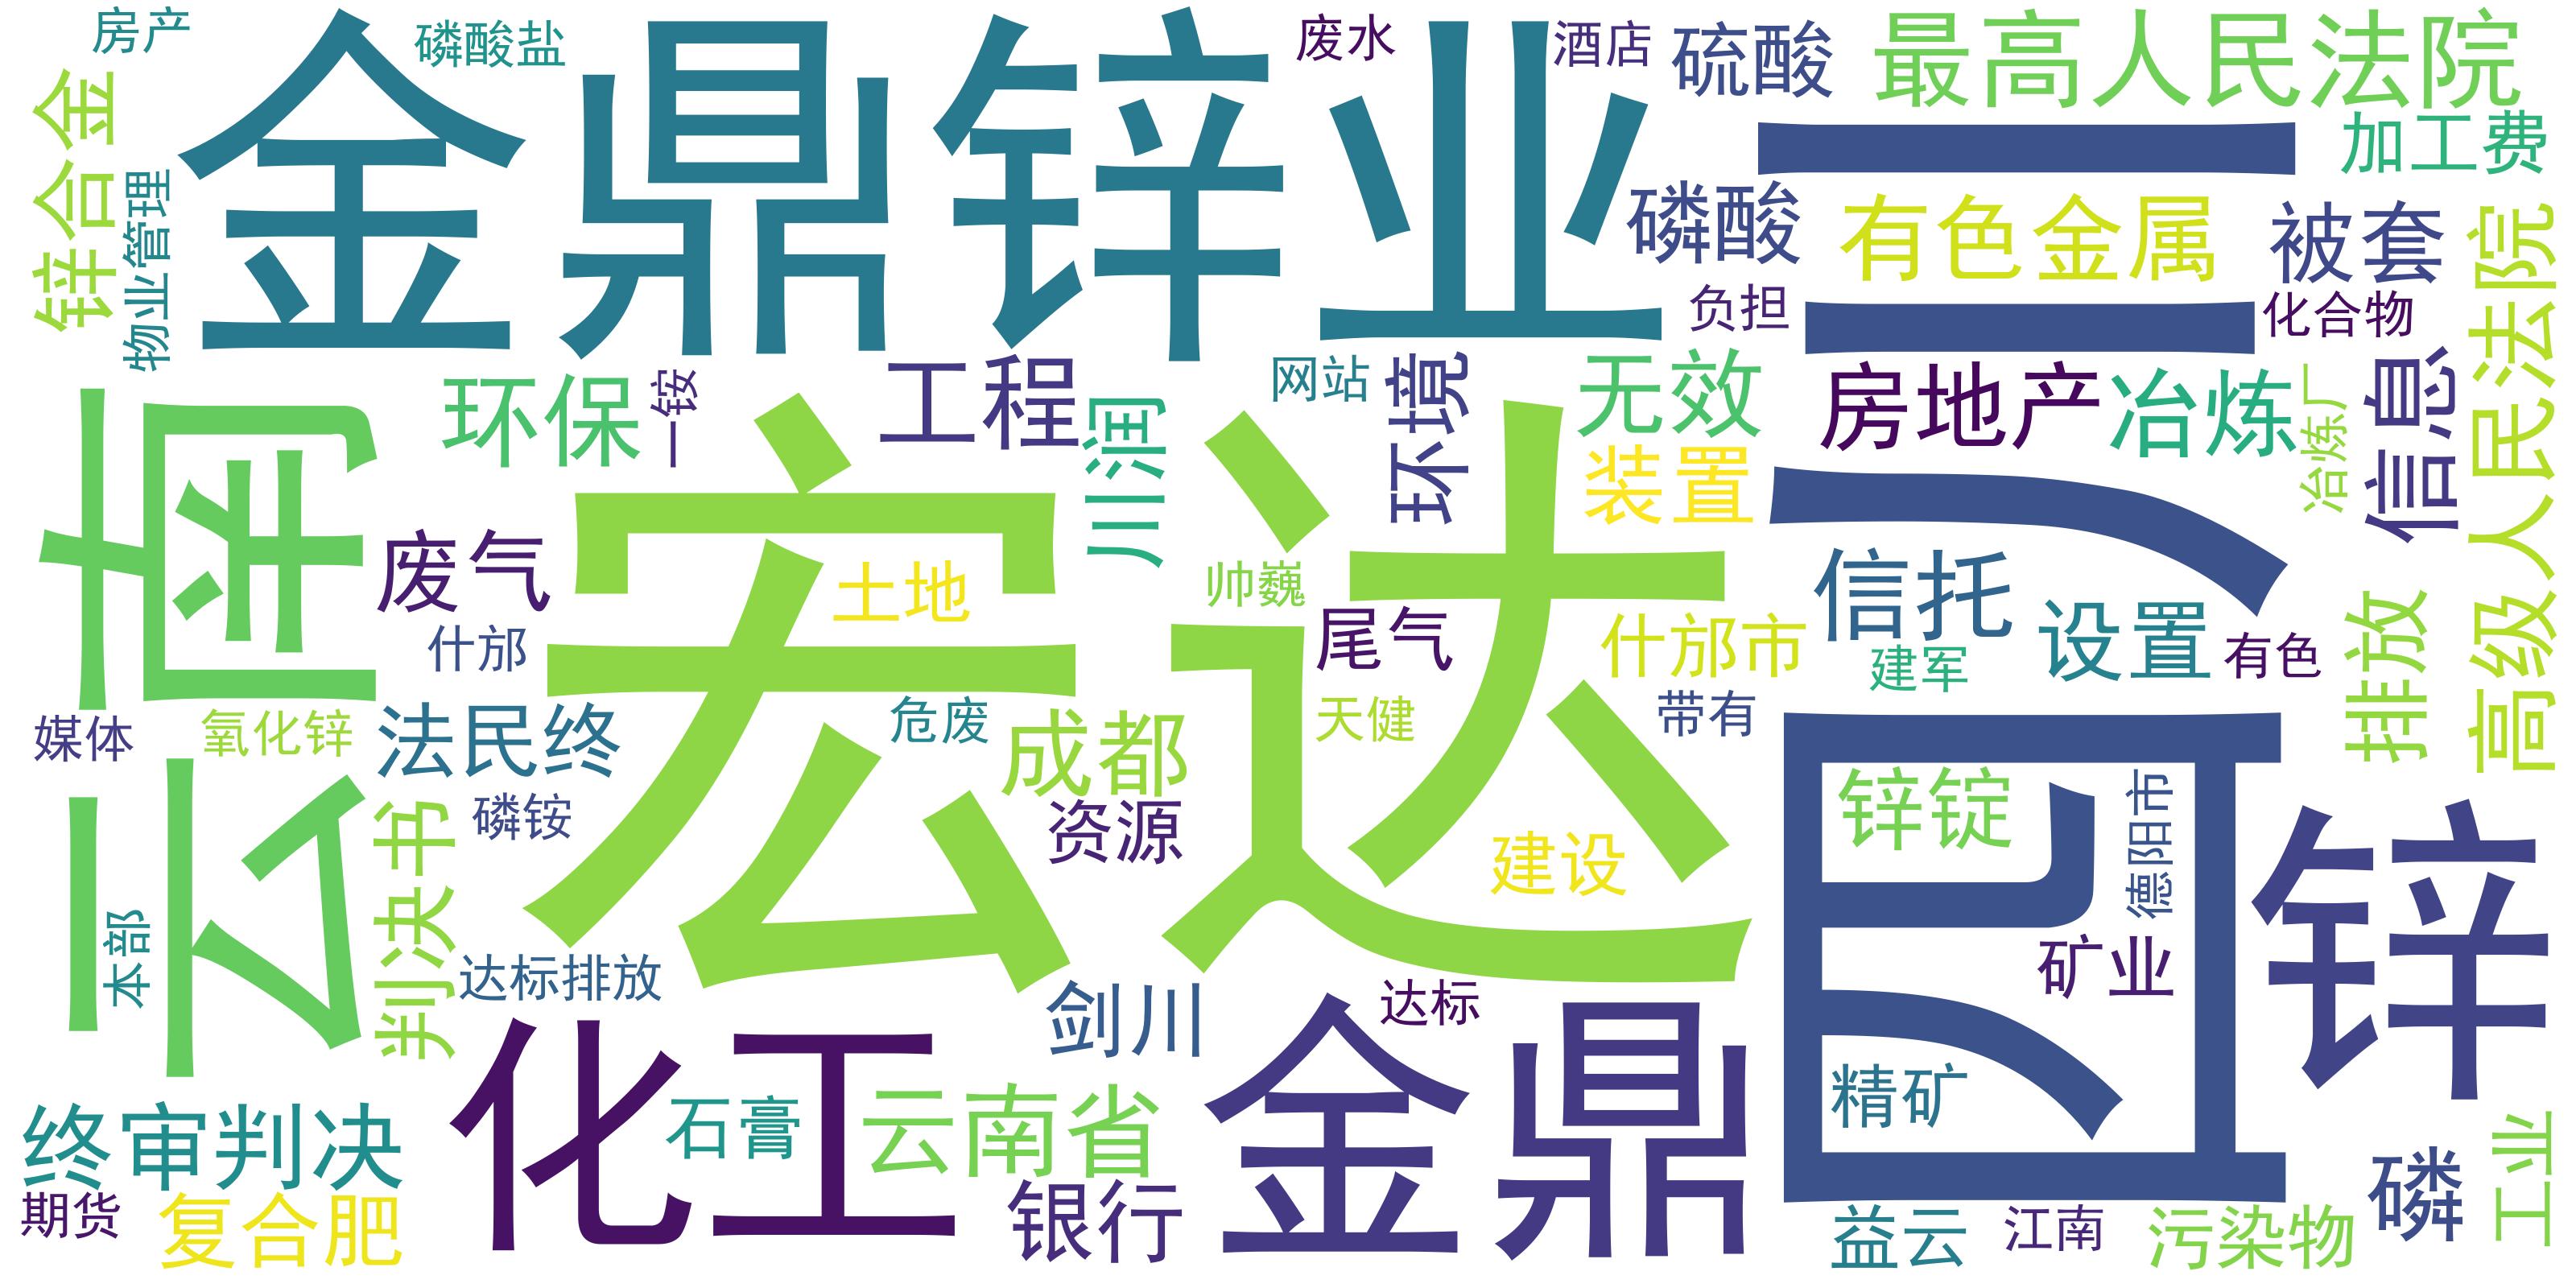 房产
磷酸盐
金鼎锌业
废水
酒店
硫酸
最高人民法院
加工费
锌合金
物业管理
磷酸
有色金属
被套
高级人民法院
负担
化合物
四川
云南
环保
一铵
工程
川润
网站
环境
无效
房地产
冶炼
冶炼厂
信息
装置
宏达
废气
土地
帅巍
尾气
什邡市
信托
设置
有色
排放
什邡
建军
媒体
氧化锌
法民终
危废
成都
天健
带有
锌锭
德阳市
锌
磷铵
资源
建设
判决书
本部
达标排放
剑川
达标
矿业
化工
金鼎
精矿
终审判决
石膏
云南省
磷
工业
期货
复合肥
银行
益云
江南
污染物